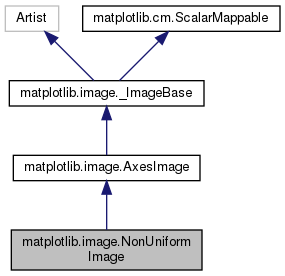 Artist
matplotlib.cm.ScalarMappable
matplotlib.image._ImageBase
matplotlib.image.AxesImage
matplotlib.image.NonUniform
Image